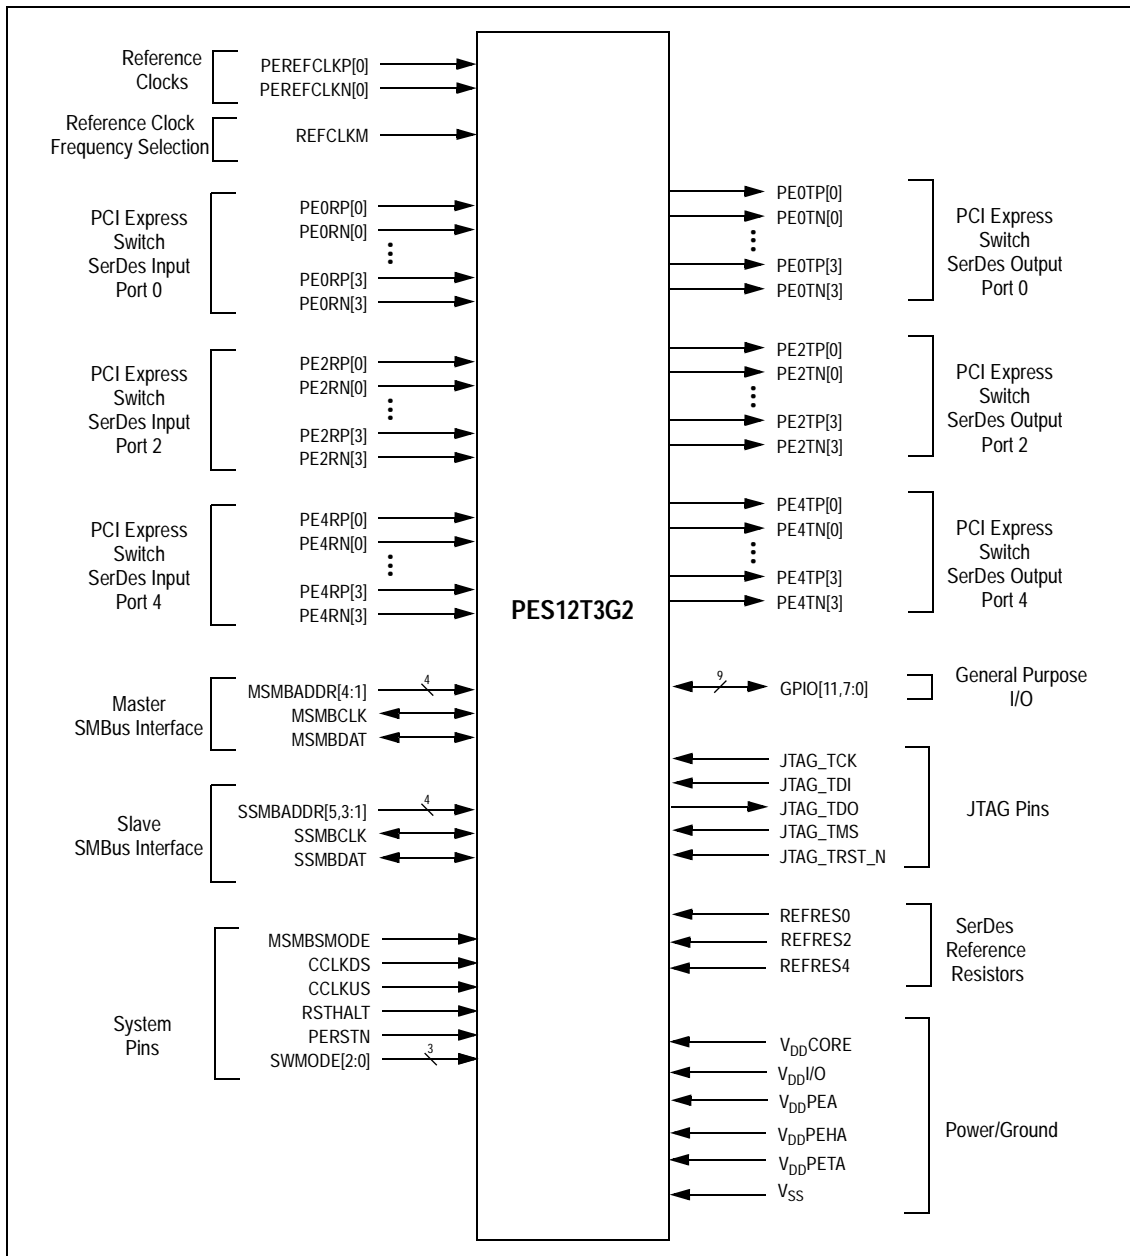 Reference
Clocks
PEREFCLKP[0]
PEREFCLKN[0]
Reference Clock
Frequency Selection
REFCLKM
PCI Express
Switch
SerDes Input
Port 0
PE0RP[0]
PE0RN[0]
PE0RP[3]
PE0RN[3]
PCI Express
Switch
SerDes Input
Port 2
PE2RP[0]
PE2RN[0]
PE2RP[3]
PE2RN[3]
PCI Express
Switch
SerDes Input
Port 4
PE4RP[0]
PE4RN[0]
PE4RP[3]
PE4RN[3]
Master
SMBus Interface
MSMBADDR[4:1]
4
MSMBCLK
MSMBDAT
Slave
SMBus Interface
SSMBADDR[5,3:1]
4
SSMBCLK
SSMBDAT
System
Pins
MSMBSMODE
CCLKDS
CCLKUS
RSTHALT
PERSTN
SWMODE[2:0]
3
PES12T3G2
PE0TP[0]
PE0TN[0]
PE0TP[3]
PE0TN[3]
PCI Express
Switch
SerDes Output
Port 0
PE2TP[0]
PE2TN[0]
PE2TP[3]
PE2TN[3]
PCI Express
Switch
SerDes Output
Port 2
PE4TP[0]
PE4TN[0]
PE4TP[3]
PE4TN[3]
PCI Express
Switch
SerDes Output
Port 4
9
GPIO[11,7:0]
General Purpose
I/O
JTAG_TCK
JTAG_TDI
JTAG_TDO
JTAG_TMS
JTAG_TRST_N
JTAG Pins
REFRES0
REFRES2
REFRES4
SerDes
Reference
Resistors
VDDCORE
VDDI/O
VDDPEA
VDDPEHA
VDDPETA
VSS
Power/Ground